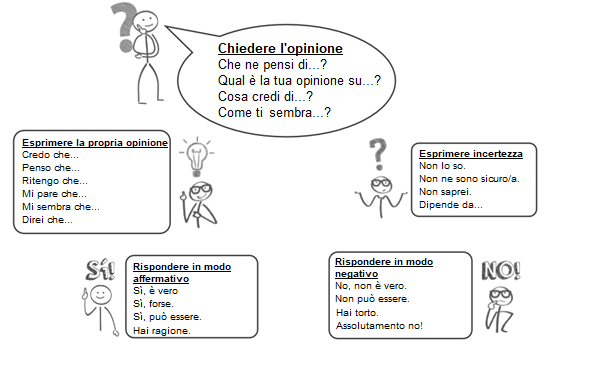 ?
Chiedere l'opinione
Che ne pensi di...?
Qual è la tua opinione su...?
Cosa credi di...?
Come ti sembra...?
Esprimere la propria opinione
Credo che...
Penso che...
Ritengo che...
Mi pare che...
Mi sembra che...
Direi che...
?
Esprimere incertezza
Non lo so.
Non ne sono sicuro/a.
Non saprei.
Dipende da...
SÍ!
Rispondere in modo
affermativo
Sì, è vero
Sì, forse.
Sì, può essere.
Hai ragione.
Rispondere in modo
negativo
No, non è vero.
Non può essere.
Hai torto.
Assolutamento no!
NO!